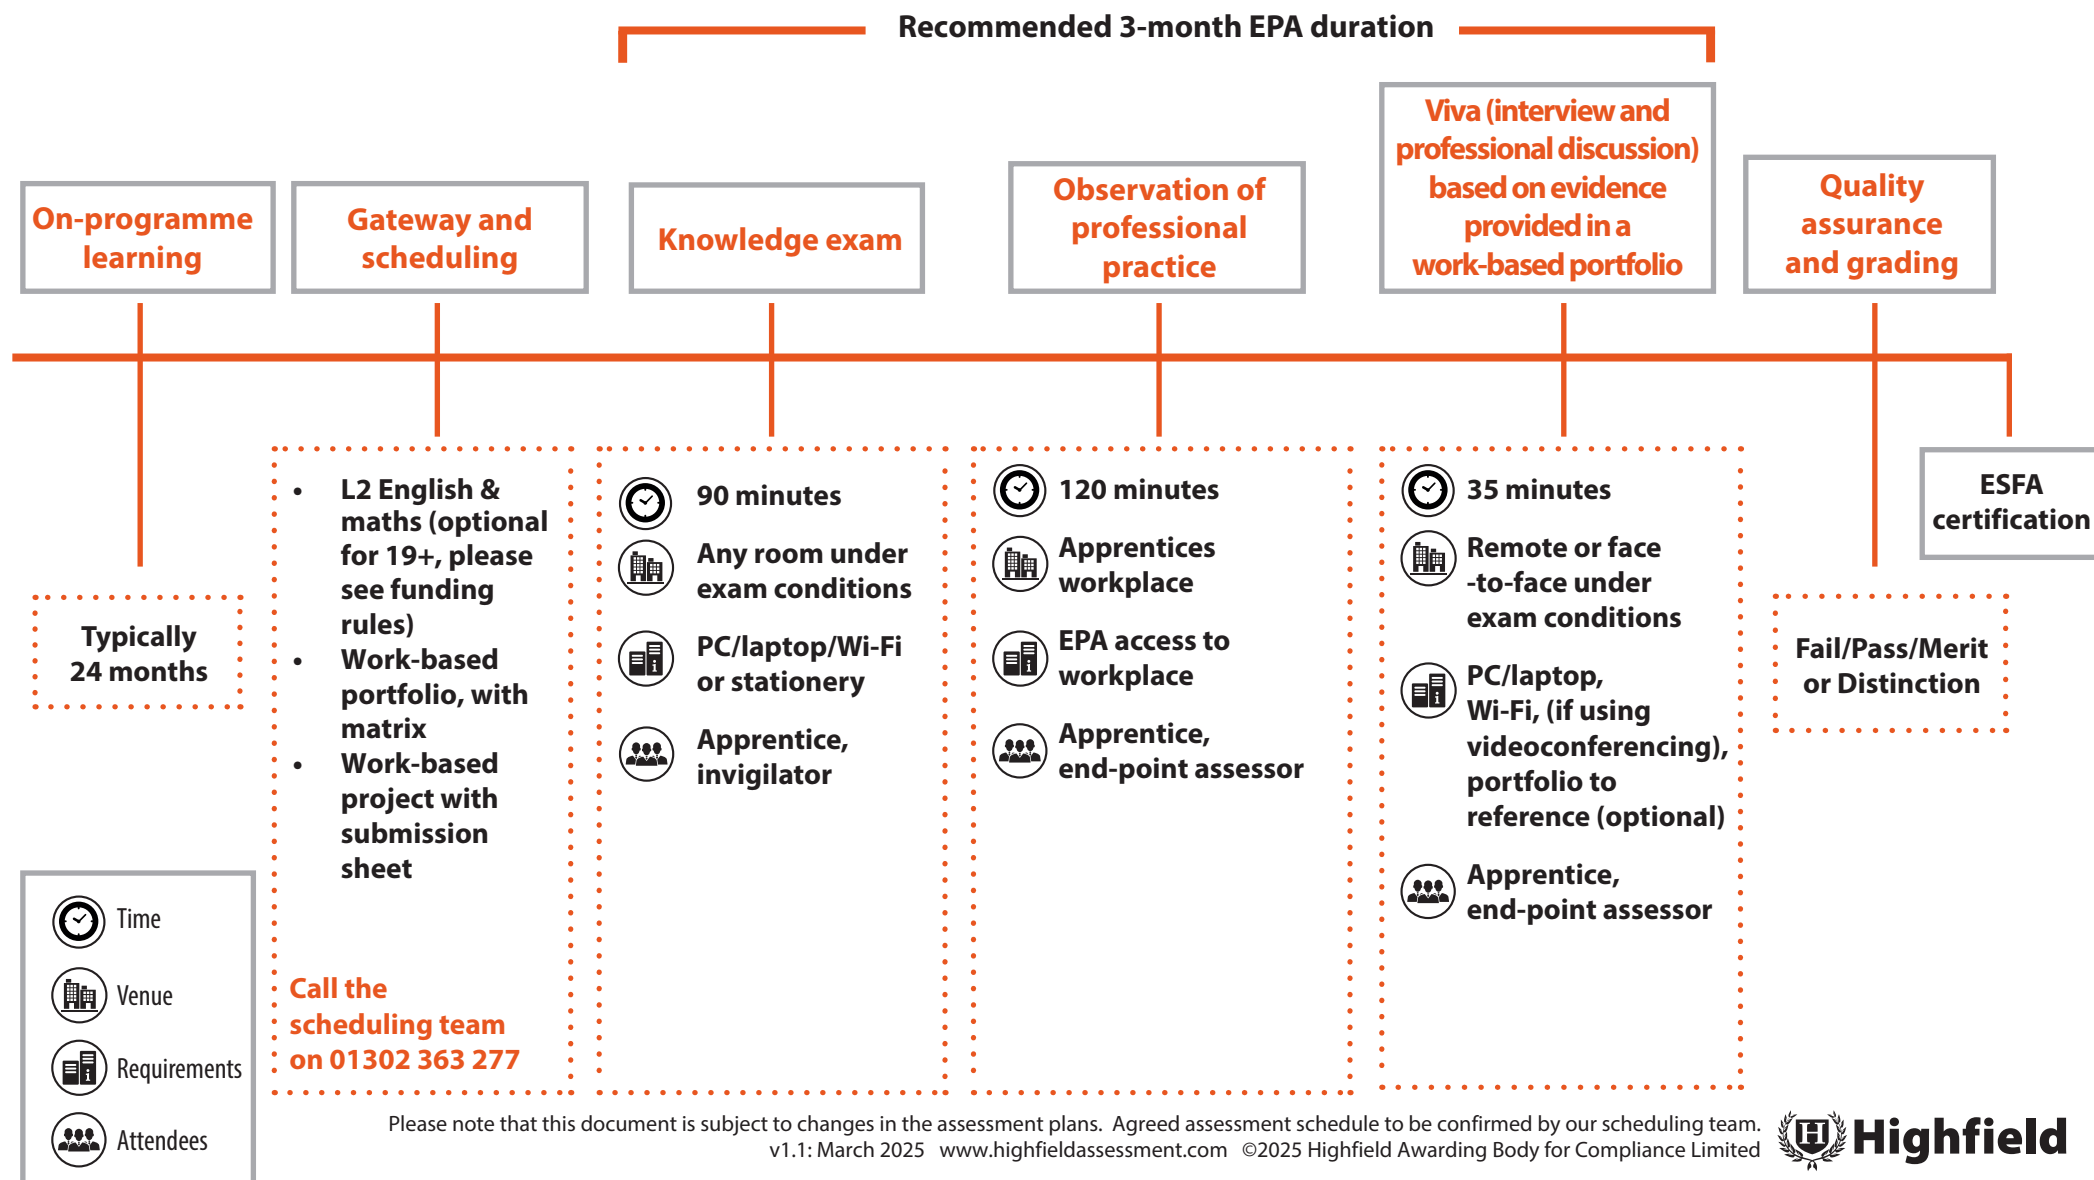 Recommended 3-month EPA duration
On-programme
learning
Gateway and
scheduling
Knowledge exam
Observation of
professional
practice
Viva (interview and
professional discussion)
based on evidence
provided in a
work-based portfolio
Quality
assurance
and grading
Typically
24 months
• L2 English &
maths (optional
for 19+, please
see funding
rules)
• Work-based
portfolio, with
matrix
• Work-based
project with
submission
sheet
Call the
scheduling team
on 01302 363 277
90 minutes
Any room under
exam conditions
PC/laptop/Wi-Fi
or stationery
Apprentice,
invigilator
120 minutes
Apprentices
workplace
EPA access to
workplace
Apprentice,
end-point assessor
35 minutes
Remote or face
-to-face under
exam conditions
PC/laptop,
Wi-Fi, (if using
videoconferencing),
portfolio to
reference (optional)
Apprentice,
end-point assessor
Fail/Pass/Merit
or Distinction
ESFA
certification
Time
Venue
Requirements
Attendees
Please note that this document is subject to changes in the assessment plans. Agreed assessment schedule to be confirmed by our scheduling team.
v1.1: March 2025 www.highfieldassessment.com ©2025 Highfield Awarding Body for Compliance Limited
H Highfield